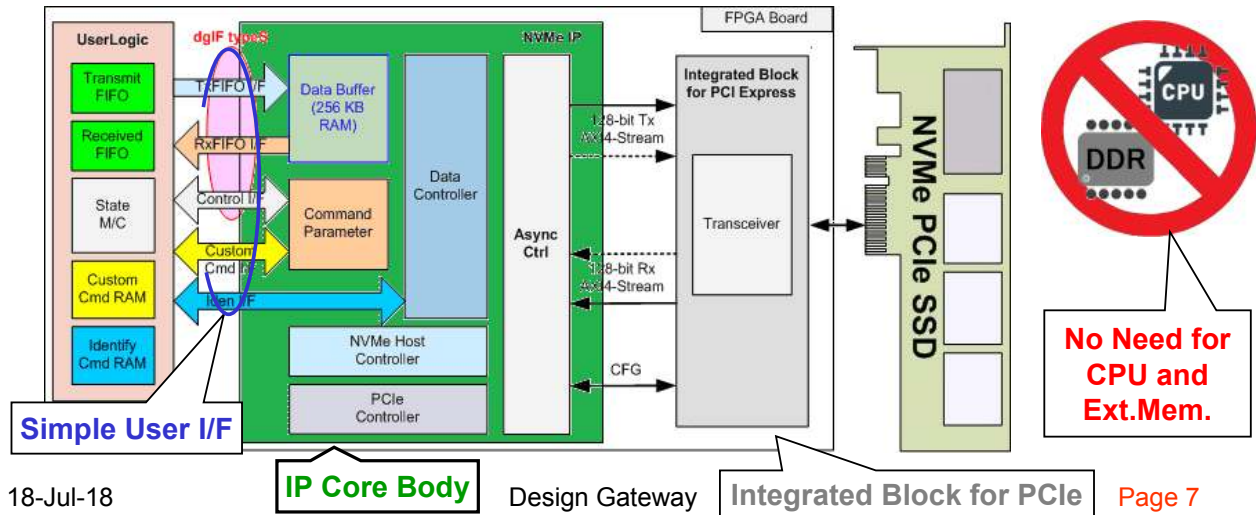 FPGA Board
UserLogic
dgIF typeS
NVMe IP
Transmit
FIFO
Received
FIFO
State
M/C
Custom
Cmd RAM
Identify
Cmd RAM
TxFIFO I/F
RxFIFO I/F
Control I/F
Custom
Cmd I/F
Iden I/F
Data Buffer
(256 KB
RAM)
Command
Parameter
Data
Controller
NVMe Host
Controller
PCIe
Controller
Async
Ctrl
128-bit Tx
AXI4-Stream
128-bit Rx
AXI4-Stream
CFG
Integrated Block
for PCI Express
Transceiver
NVMe PCIe SSD
CPU
DDR
No Need for
CPU and
Ext.Mem.
Simple User I/F
IP Core Body
Integrated Block for PCIe
18-Jul-18
Design Gateway
Page 7